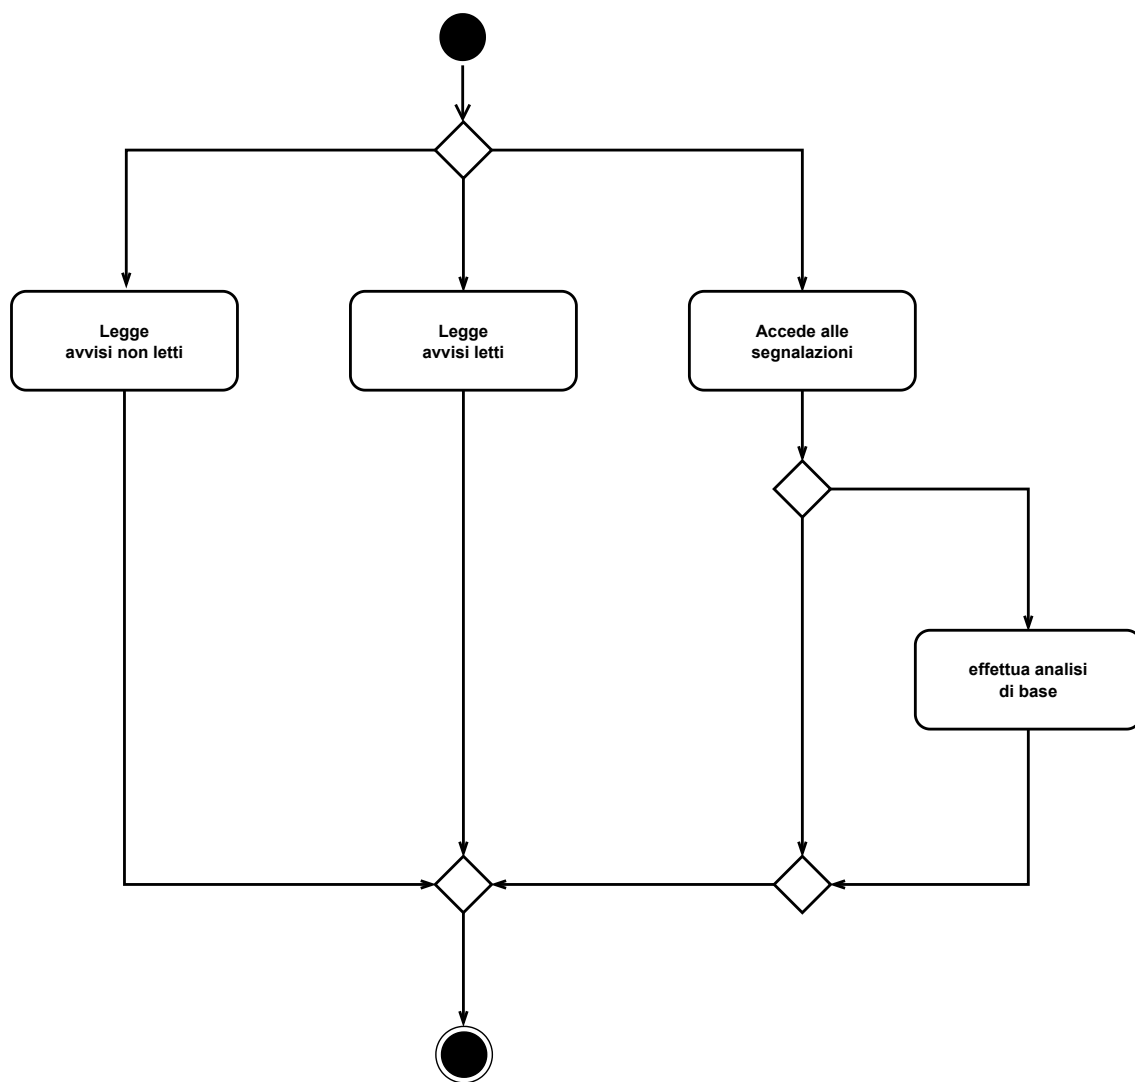 Legge
avvisi non letti
Legge
avvisi letti
Accede alle
segnalazioni
effettua analisi
di base